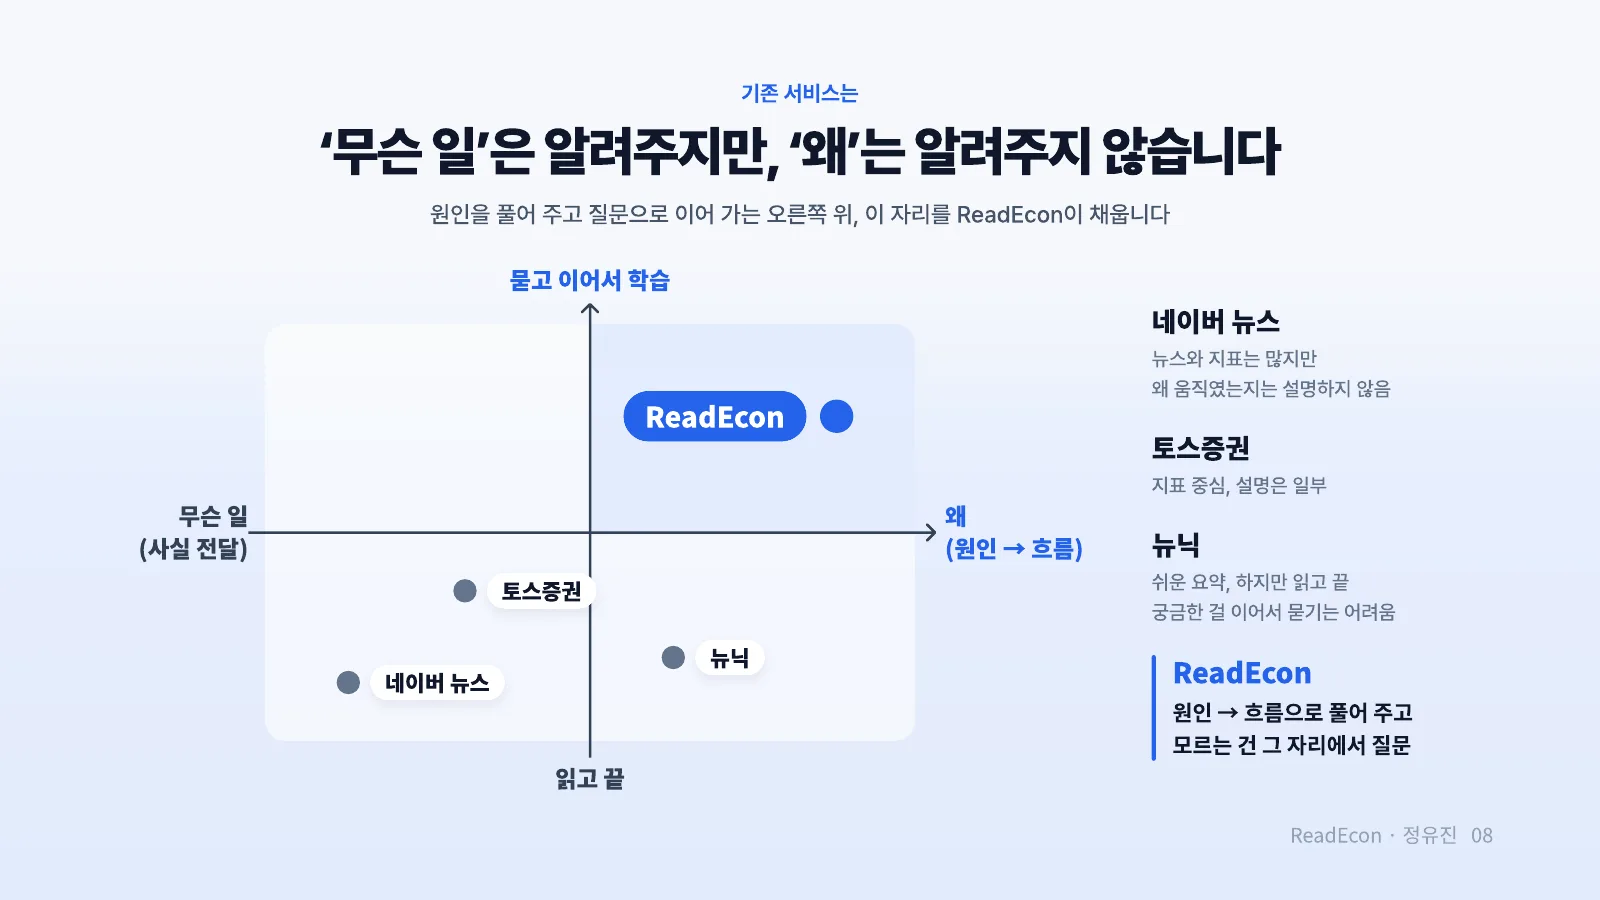 기존 서비스는
‘무슨 일’은 알려주지만, ‘왜’는 알려주지 않습니다
원인을 풀어 주고 질문으로 이어 가는 오른쪽 위, 이 자리를 ReadEcon이 채웁니다
묻고 이어서 학습
ReadEcon
무슨 일
(사실 전달)
왜
(원인 → 흐름)
토스증권
뉴닉
네이버 뉴스
읽고 끝
네이버 뉴스
뉴스와 지표는 많지만
왜 움직였는지는 설명하지 않음
토스증권
지표 중심, 설명은 일부
뉴닉
쉬운 요약, 하지만 읽고 끝
궁금한 걸 이어서 묻기는 어려움
ReadEcon
원인 → 흐름으로 풀어 주고
모르는 건 그 자리에서 질문
ReadEcon · 정유진 08